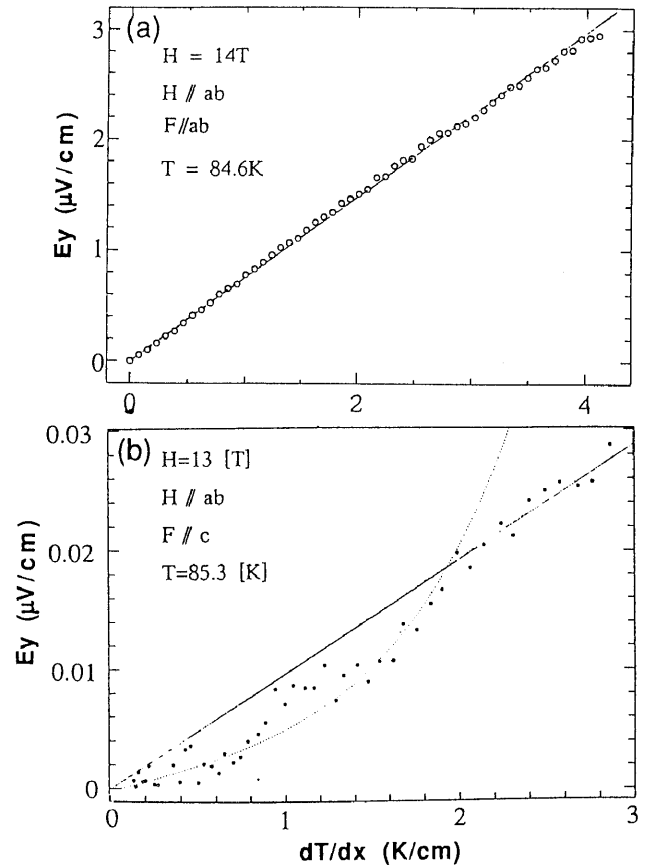 (a)
H = 14T
H // ab
F//ab
T = 84.6K
Ey (μV/cm)
3
2
1
0
0 2 4
(b)
H=13 [T]
H // ab
F // c
T=85.3 [K]
Ey (μV/cm)
0.03
0.02
0.01
0
0 1 2 3
dT/dx (K/cm)